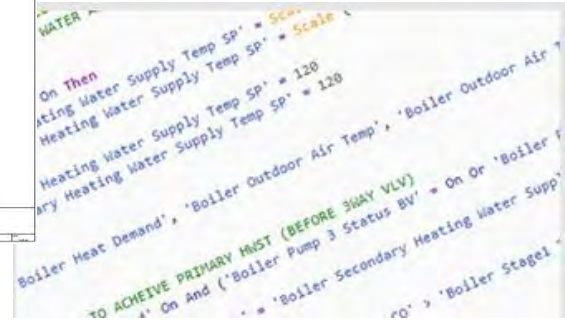 WATER
On Then
ating Water Supply Temp SP' = Scale
Heating Water Supply Temp SP' = Scale (
Heating Water Supply Temp SP' = 120
ary Heating Water Supply Temp SP' = 120
Boiler Heat Demand', 'Boiler Outdoor Air Temp', 'Boiler Outdoor Air T
TO ACHEIVE PRIMARY HWST (BEFORE 3WAY VLV)
d' On And ('Boiler Pump 3 Status BV' = On Or 'Boiler P
' = 'Boiler Secondary Heating Water Supp
CO' > 'Boiler Stage1